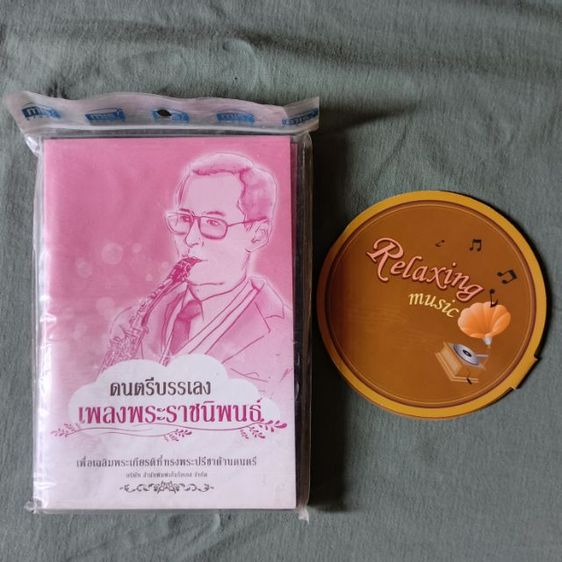 ดนตรีบรรเลง
เพลงพระราชนิพนธ์
เพื่อเฉลิมพระเกียรติที่ทรงพระปรีชาด้านดนตรี
Relaxing
music